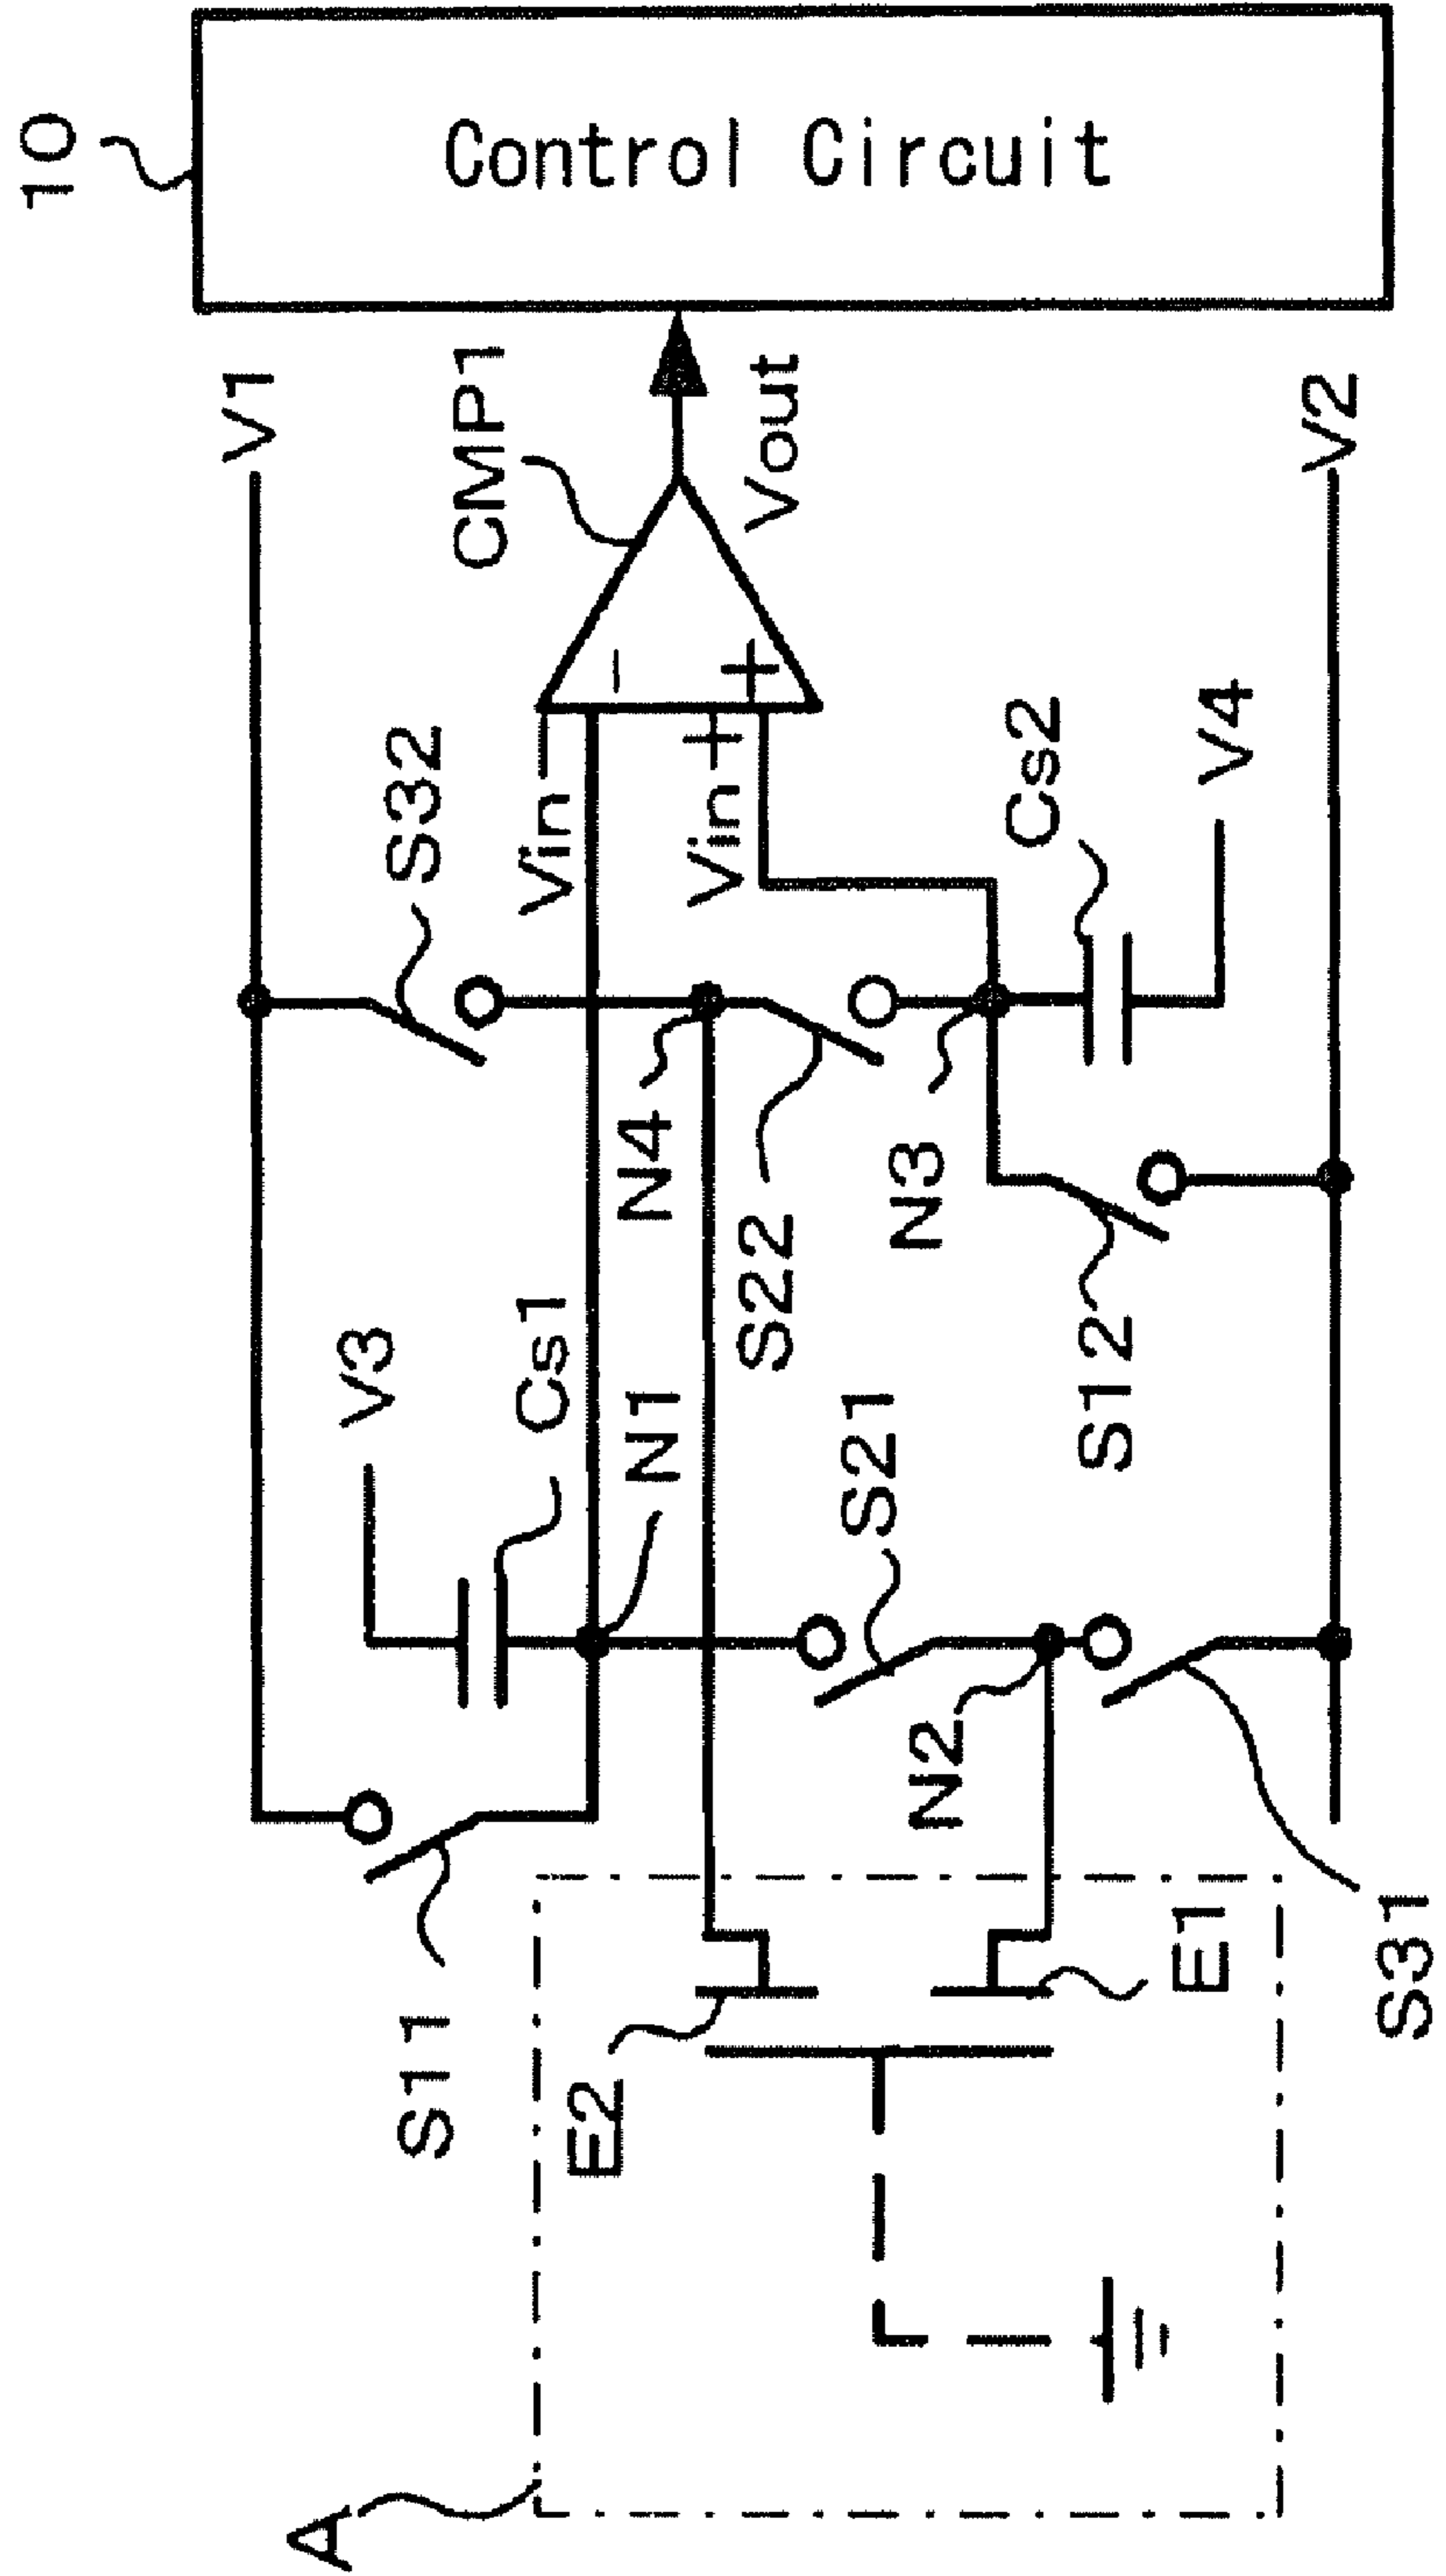 10
Control Circuit
V1
CMP1
Vout
V2
S32
Vin−
Vin+
−
+
Cs2
V4
N4
S22
N3
S12
V3
Cs1
N1
S21
N2
S11
S31
E2
E1
A